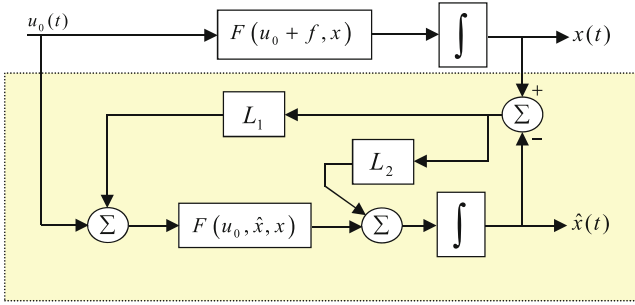 u₀(t)
F(u₀ + f, x)
∫
x(t)
+
Σ
−
L₁
L₂
Σ
F(u₀, x̂, x)
Σ
∫
x̂(t)